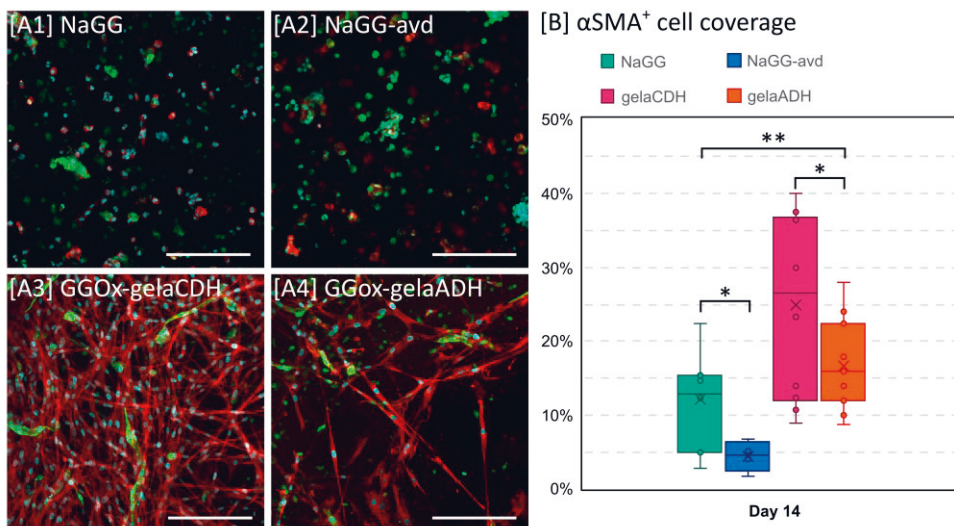 [A1] NaGG
[A2] NaGG-avd
[B] αSMA⁺ cell coverage
NaGG
NaGG-avd
gelaCDH
gelaADH
50%
40%
30%
20%
10%
0%
**
*
*
Day 14
[A3] GGOx-gelaCDH
[A4] GGox-gelaADH